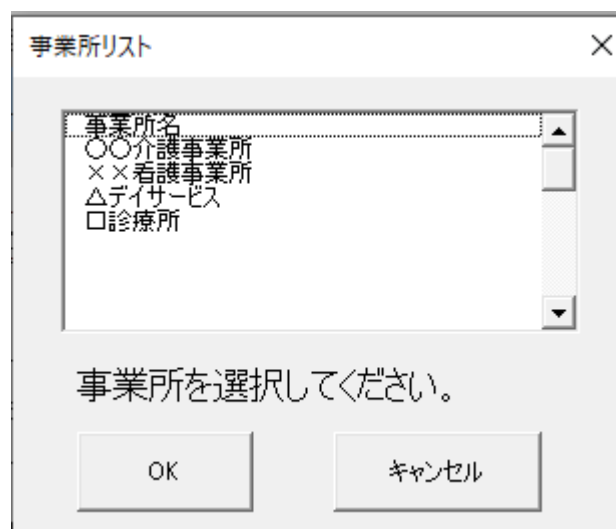 事業所リスト
事業所名
〇〇介護事業所
××看護事業所
△デイサービス
□診療所
事業所を選択してください。
OK
キャンセル